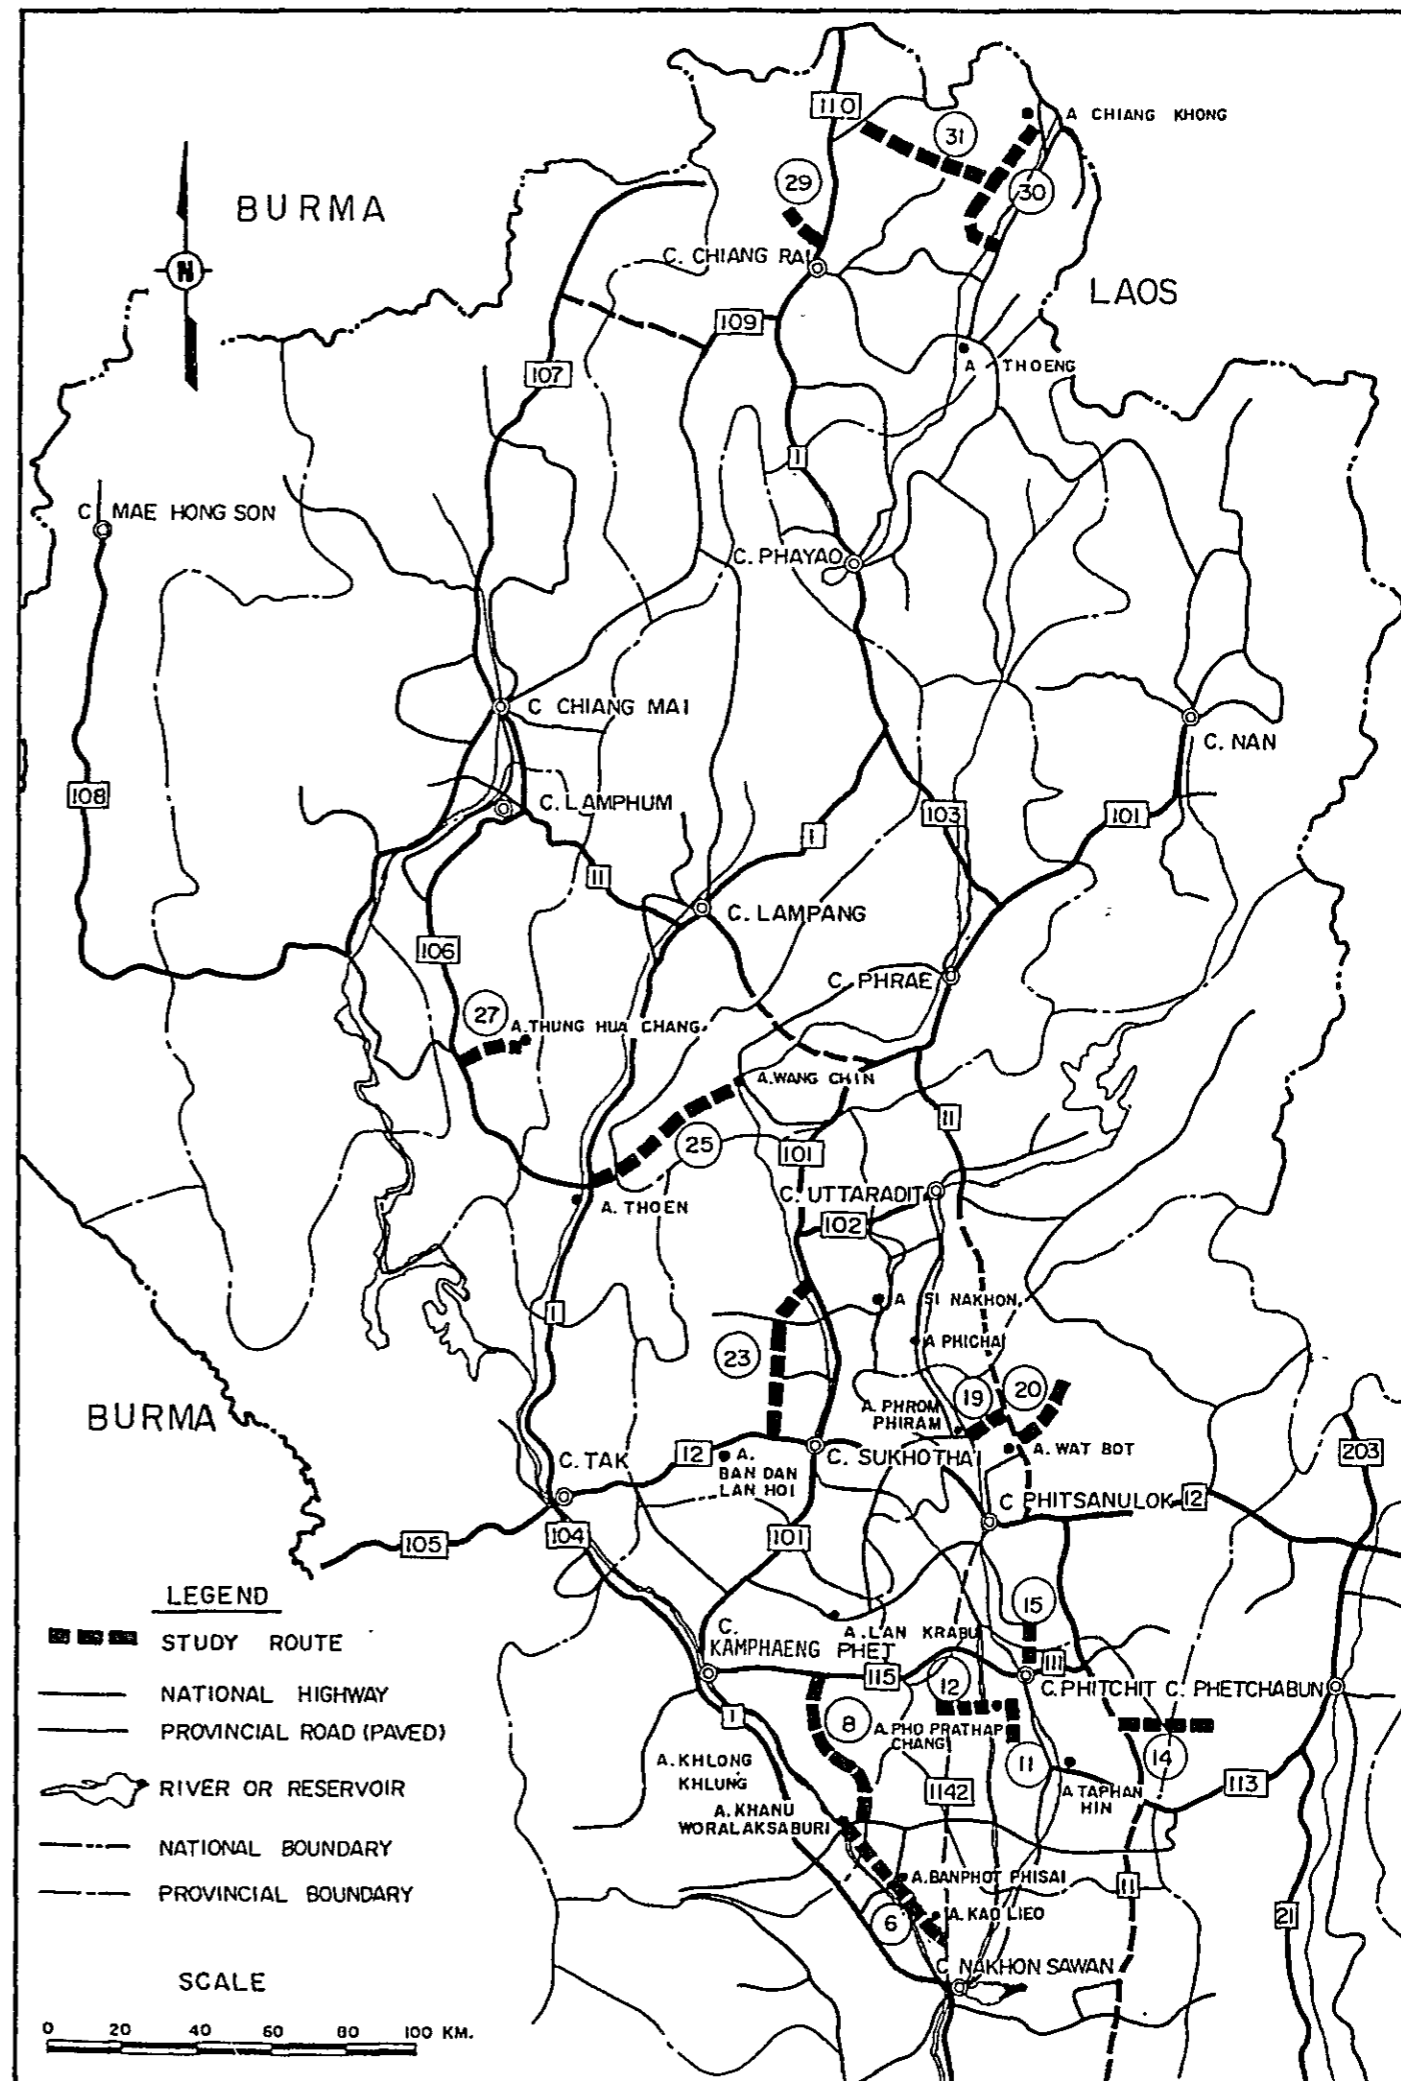 110
A CHIANG KHONG
31
29
30
BURMA
N
C. CHIANG RAI
LAOS
109
A THOENG
107
1
C. MAE HONG SON
C. PHAYAO
C CHIANG MAI
C. NAN
108
C. LAMPHUM
103
101
1
11
C. LAMPANG
106
C. PHRAE
27
A.THUNG HUA CHANG
A.WANG CHIN
11
25
101
C. UTTARADIT
A. THOEN
102
A SI NAKHON
1
A PHICHAI
23
19
20
A. PHROM
PHIRAM
BURMA
A. WAT BOT
203
C. TAK
12
A.
BAN DAN
LAN HOI
C. SUKHOTHAI
C PHITSANULOK
12
105
104
101
LEGEND
15
STUDY ROUTE
A. LAN KRABU
C.
KAMPHAENG PHET
111
115
12
C. PHITCHIT
C. PHETCHABUN
NATIONAL HIGHWAY
1
8
A. PHO PRATHAP
CHANG
PROVINCIAL ROAD (PAVED)
11
14
A. KHLONG
KHLUNG
RIVER OR RESERVOIR
1142
A TAPHAN
HIN
113
A. KHANU
WORALAKSABURI
NATIONAL BOUNDARY
A.BANPHOT PHISAI
11
PROVINCIAL BOUNDARY
6
A. KAO LIEO
21
C NAKHON SAWAN
SCALE
0 20 40 60 80 100 KM.